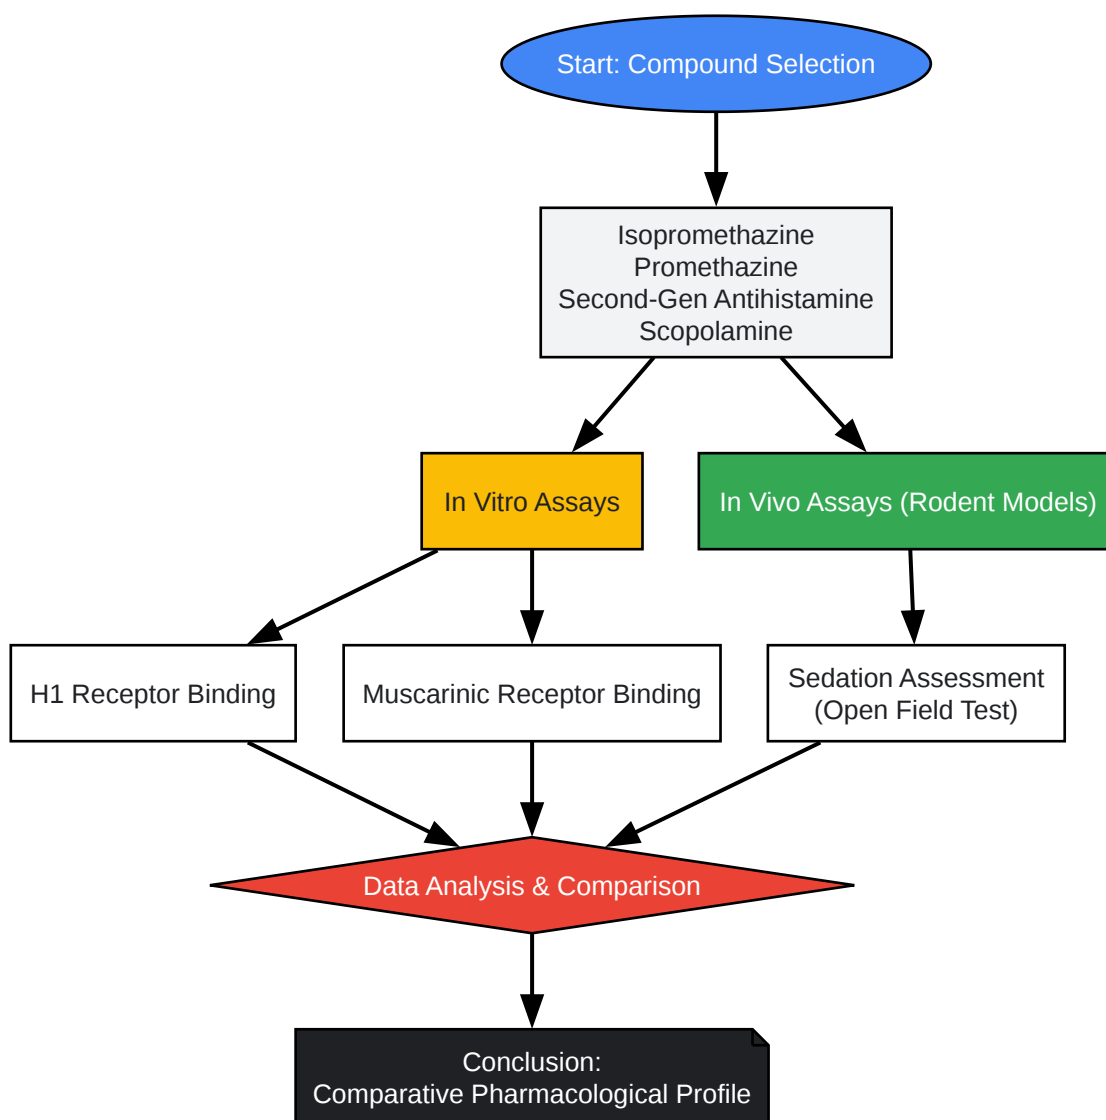 Start: Compound Selection
Isopromethazine
Promethazine
Second-Gen Antihistamine
Scopolamine
In Vitro Assays
In Vivo Assays (Rodent Models)
H1 Receptor Binding
Muscarinic Receptor Binding
Sedation Assessment
(Open Field Test)
Data Analysis & Comparison
Conclusion:
Comparative Pharmacological Profile